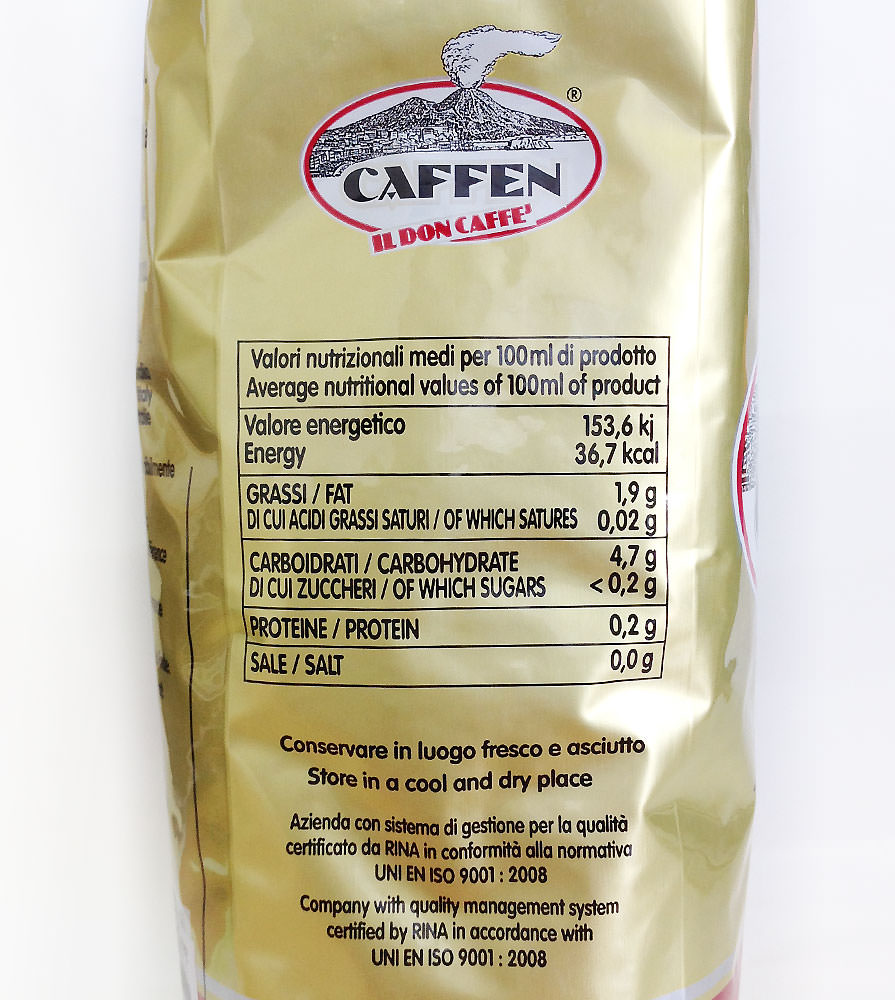 ®
CAFFEN
IL DON CAFFE'
Valori nutrizionali medi per 100ml di prodotto
Average nutritional values of 100ml of product
Valore energetico 153,6 kj
Energy 36,7 kcal
GRASSI / FAT 1,9 g
DI CUI ACIDI GRASSI SATURI / OF WHICH SATURES 0,02 g
CARBOIDRATI / CARBOHYDRATE 4,7 g
DI CUI ZUCCHERI / OF WHICH SUGARS <0,2 g
PROTEINE / PROTEIN 0,2 g
SALE / SALT 0,0 g
Conservare in luogo fresco e asciutto
Store in a cool and dry place
Azienda con sistema di gestione per la qualità
certificato da RINA in conformità alla normativa
UNI EN ISO 9001 : 2008
Company with quality management system
certified by RINA in accordance with
UNI EN ISO 9001 : 2008